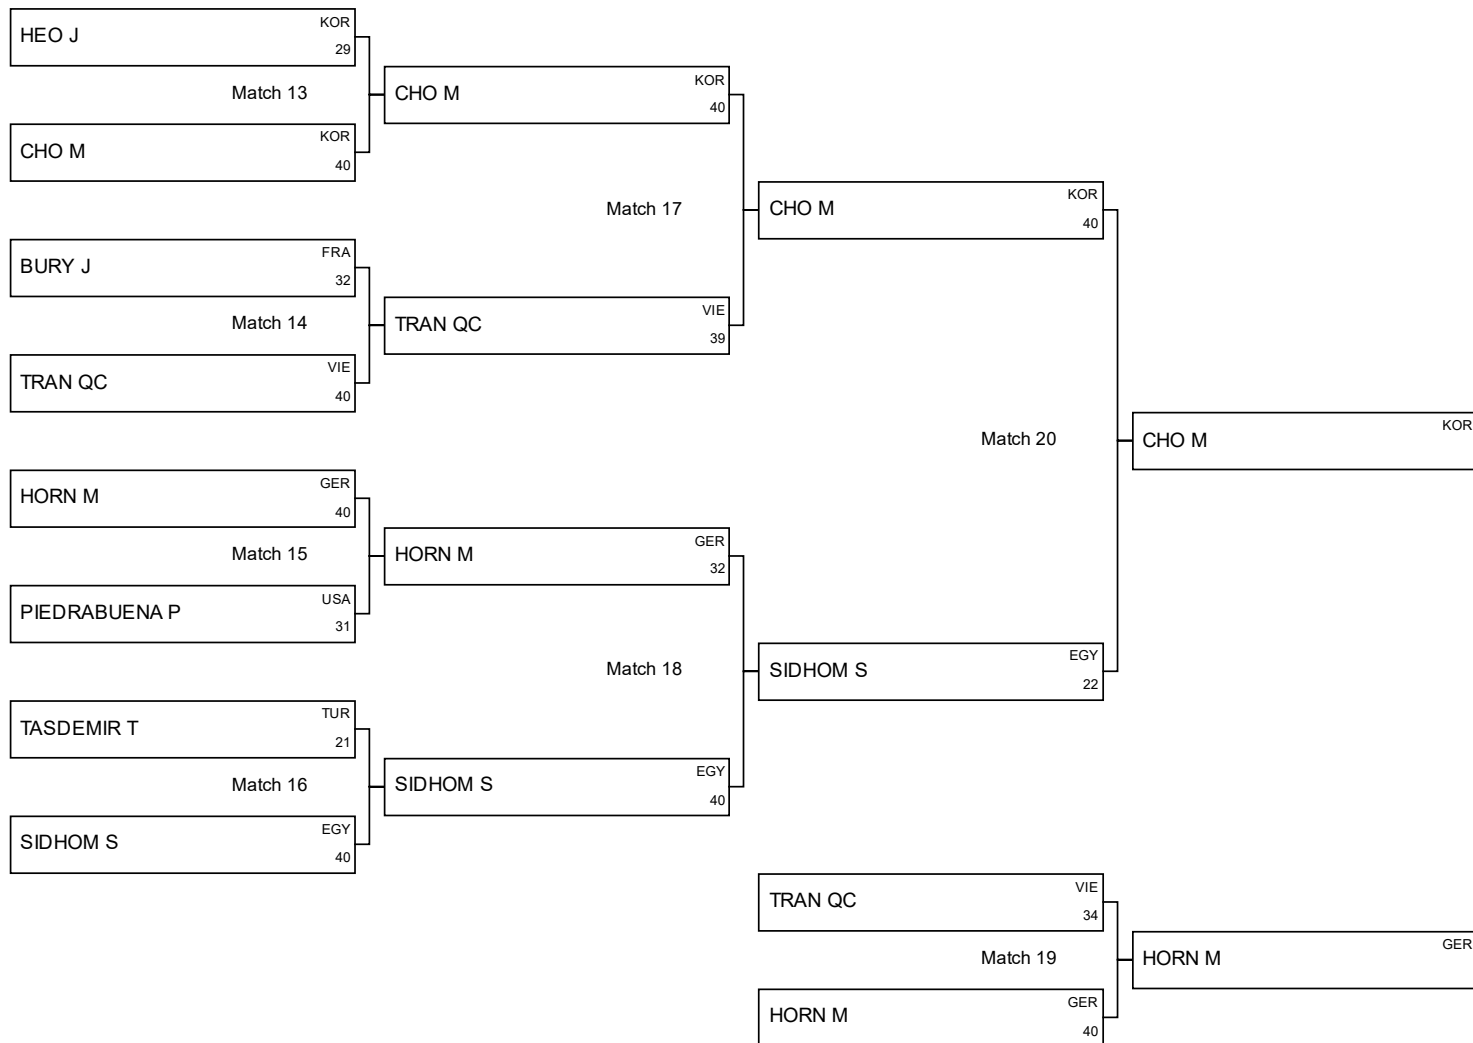 HEO J KOR 29
Match 13
CHO M KOR 40
BURY J FRA 32
Match 14
TRAN QC VIE 40
HORN M GER 40
Match 15
PIEDRABUENA P USA 31
TASDEMIR T TUR 21
Match 16
SIDHOM S EGY 40
CHO M KOR 40
Match 17
TRAN QC VIE 39
HORN M GER 32
Match 18
SIDHOM S EGY 40
CHO M KOR 40
Match 20
SIDHOM S EGY 22
CHO M KOR
TRAN QC VIE 34
Match 19
HORN M GER 40
HORN M GER